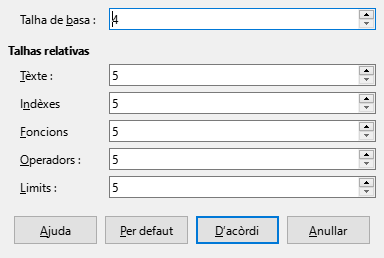 Talha de basa : 4
Talhas relativas
Tèxte : 5
Indèxes 5
Foncions 5
Operadors : 5
Limits : 5
Ajuda Per defaut D'acòrdi Anullar